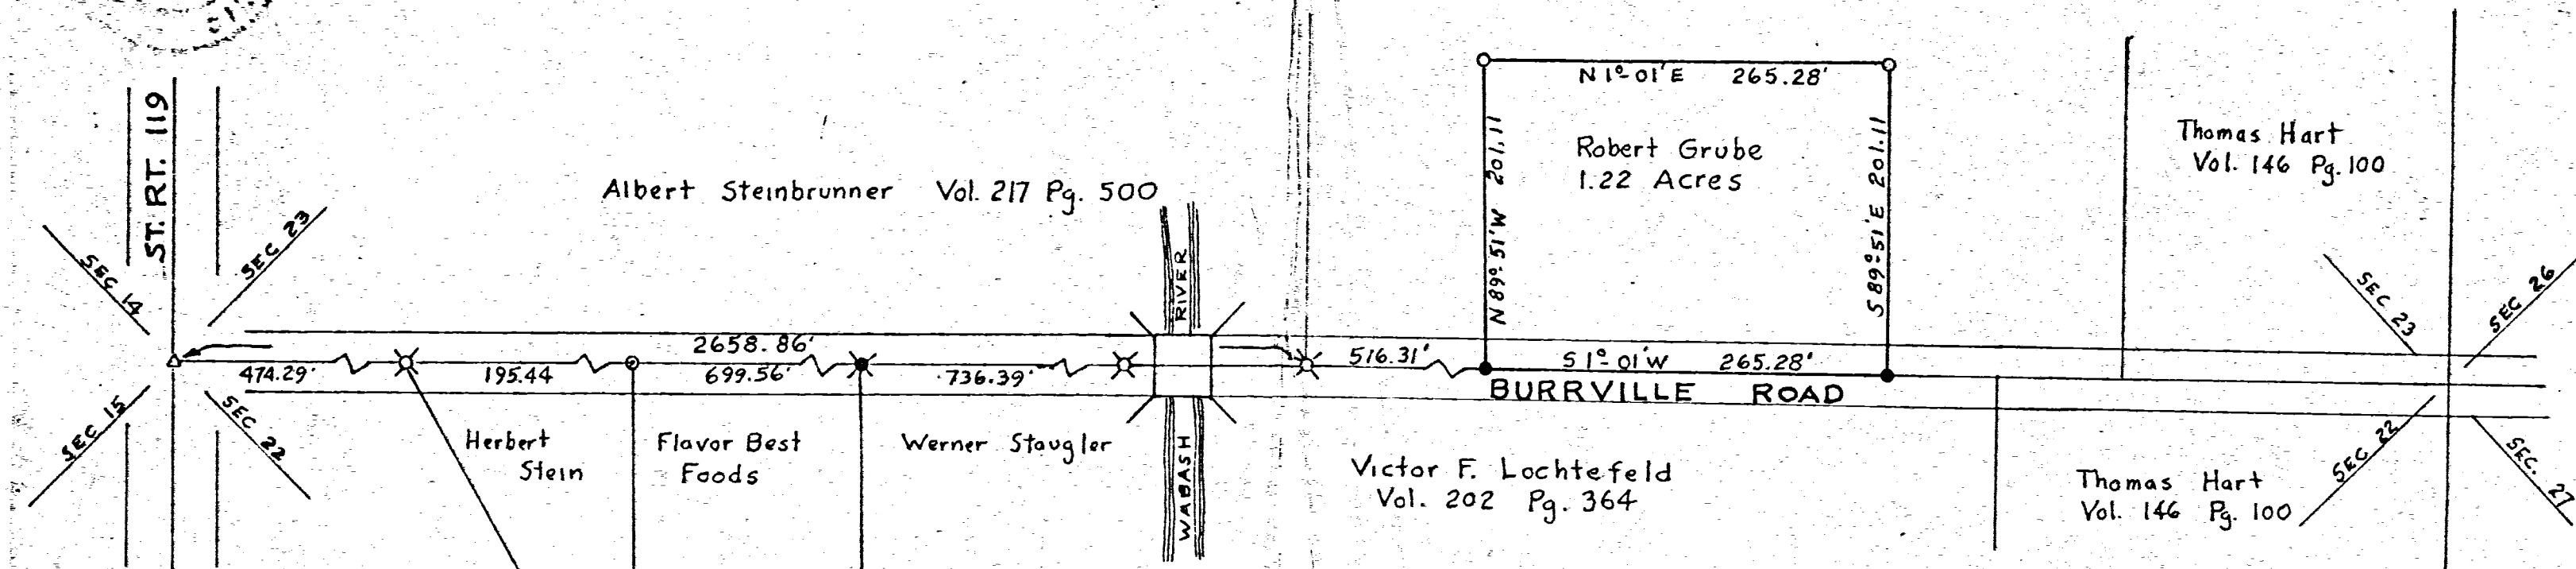 N 1° 01' E 265.28'
ST. RT. 119
Robert Grube
1.22 Acres
Thomas Hart
Vol. 146 Pg. 100
Albert Steinbrunner Vol. 217 Pg. 500
N 89° 51' W 201.11
S 89° 51' E 201.11
SEC 14
SEC 23
RIVER
SEC 23
SEC 26
2658.86'
474.29'
195.44
699.56'
736.39'
516.31'
S 1° 01' W 265.28'
BURRVILLE ROAD
SEC 15
SEC 22
Herbert
Stein
Flavor Best
Foods
Werner Staugler
WABASH
Victor F. Lochtefeld
Vol. 202 Pg. 364
Thomas Hart
Vol. 146 Pg. 100
SEC 22
SEC. 27